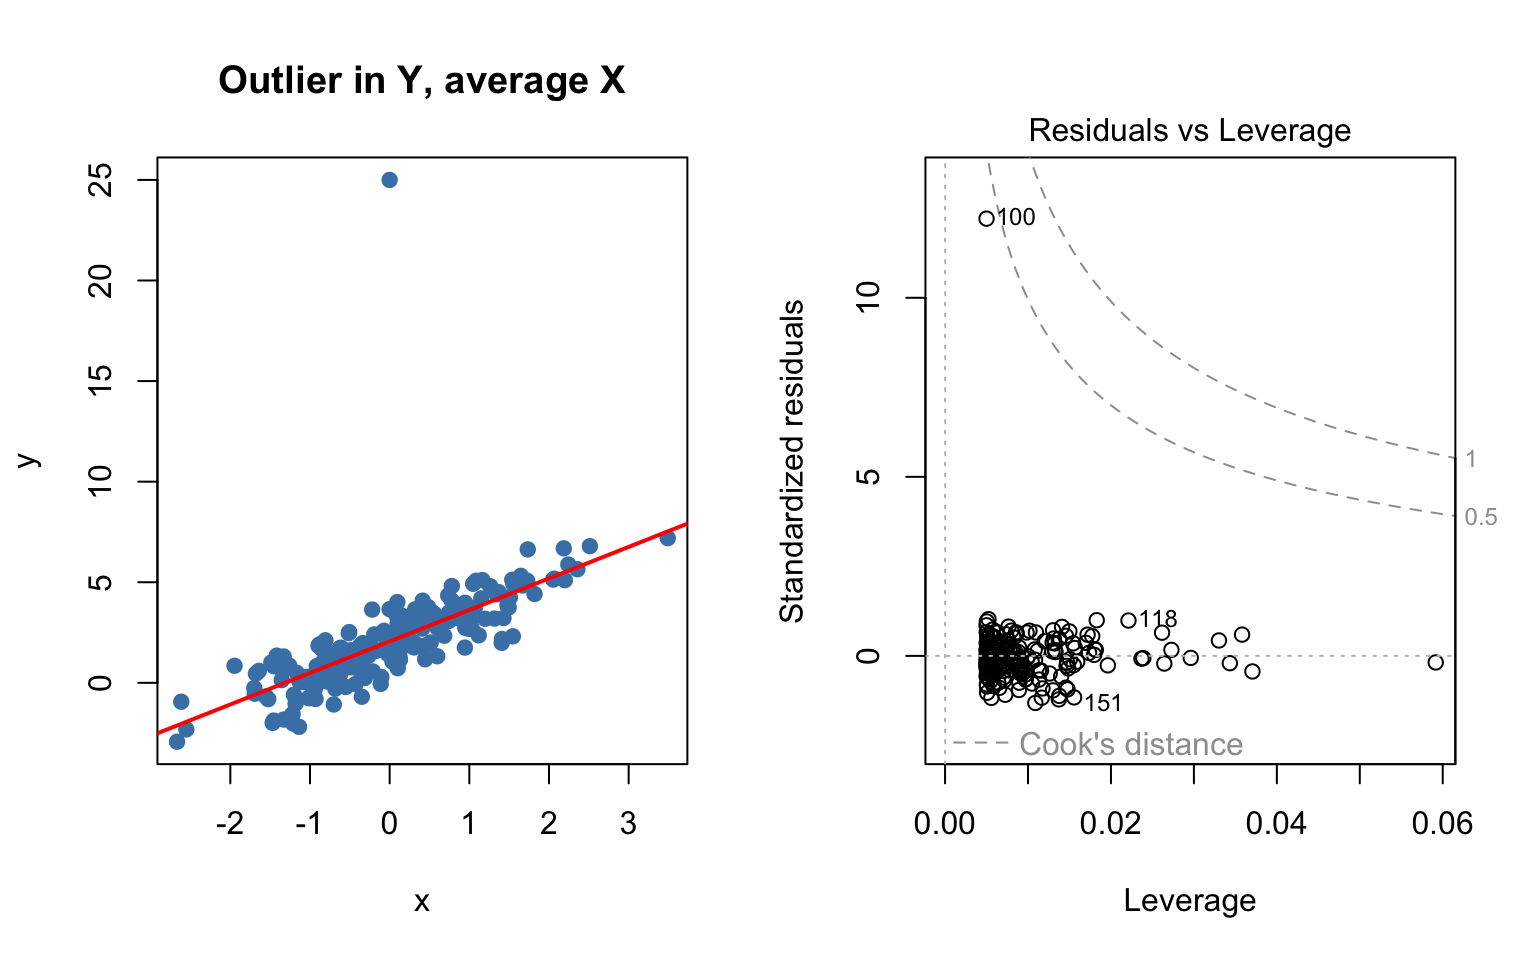 Outlier in Y, average X
25
20
15
10
5
0
y
-2 -1 0 1 2 3
x
Residuals vs Leverage
10
5
0
Standardized residuals
100
118
151
1
0.5
Cook's distance
0.00 0.02 0.04 0.06
Leverage